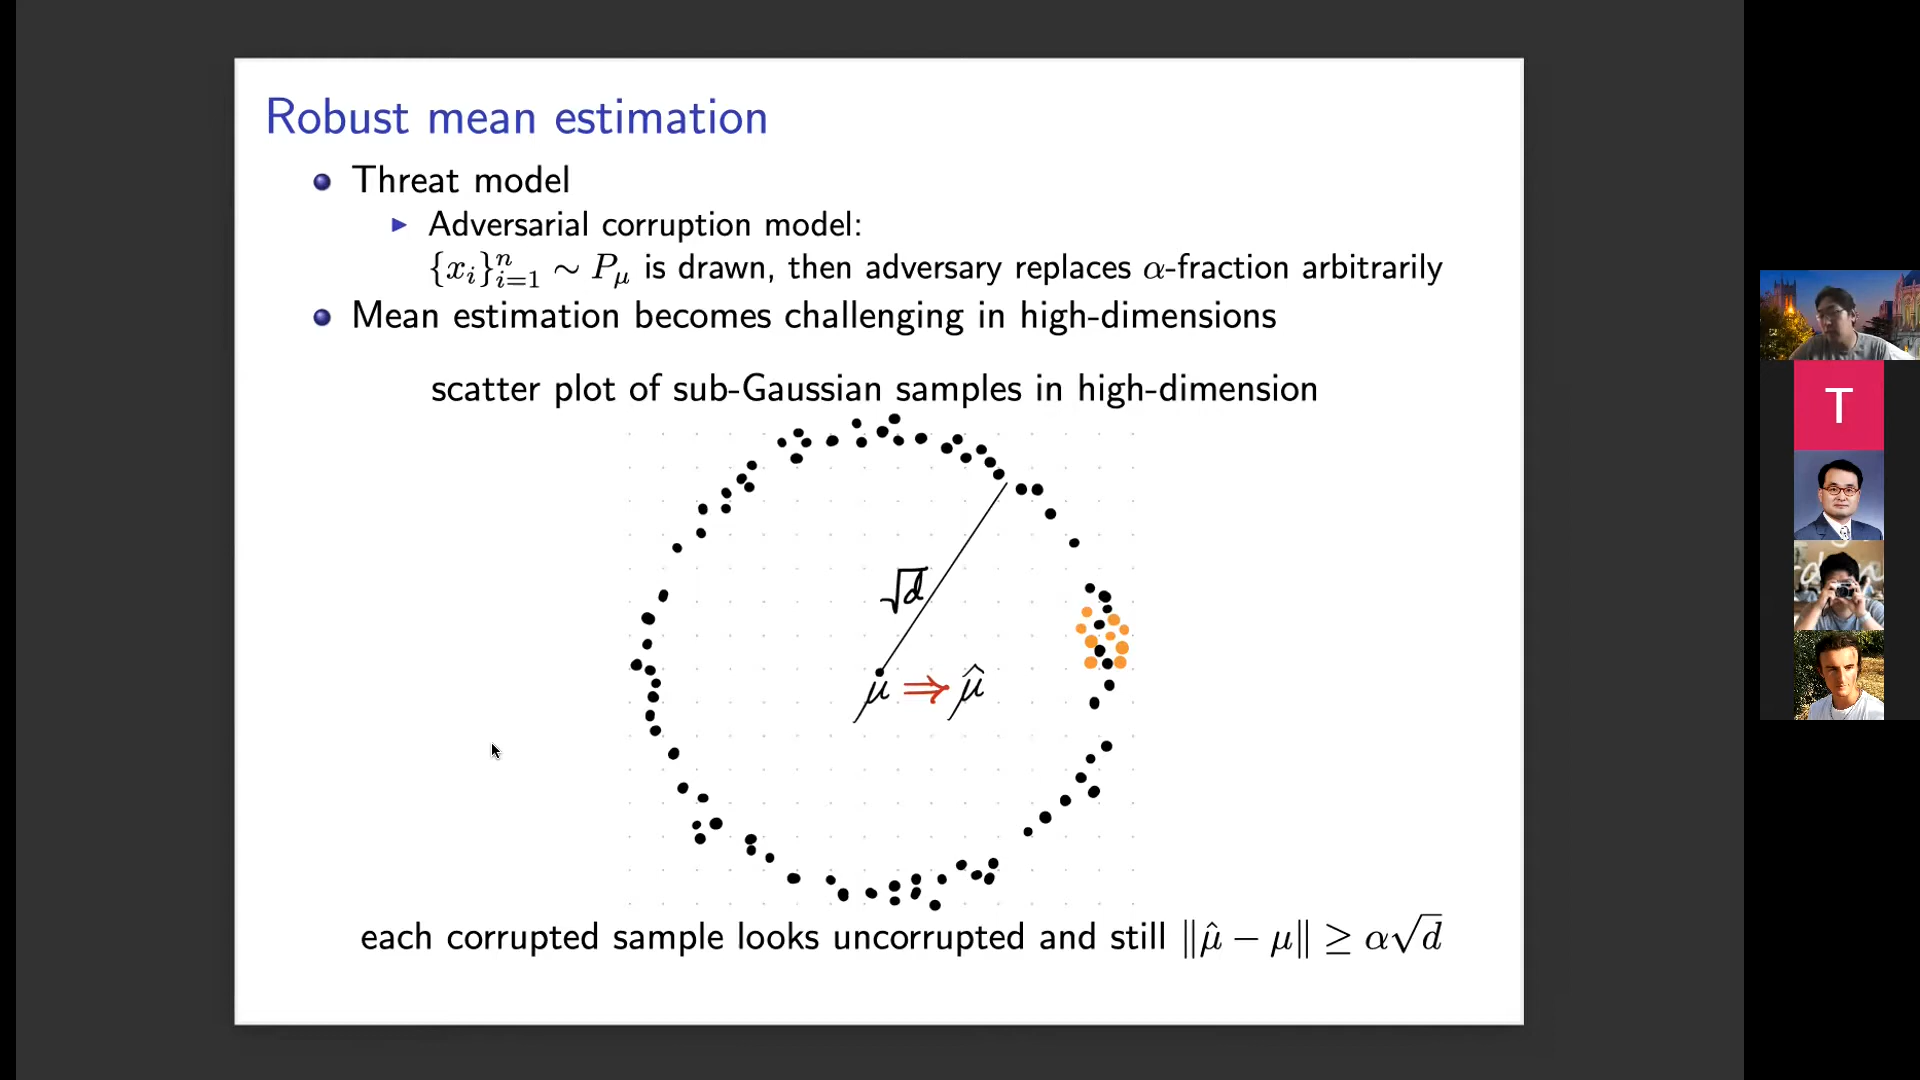 Robust mean estimation
Threat model
Adversarial corruption model:
{x_i}_{i=1}^n ∼ P_μ is drawn, then adversary replaces α-fraction arbitrarily
Mean estimation becomes challenging in high-dimensions
scatter plot of sub-Gaussian samples in high-dimension
√d
μ ⇒ μ̂
each corrupted sample looks uncorrupted and still ‖μ̂ − μ‖ ≥ α√d
T